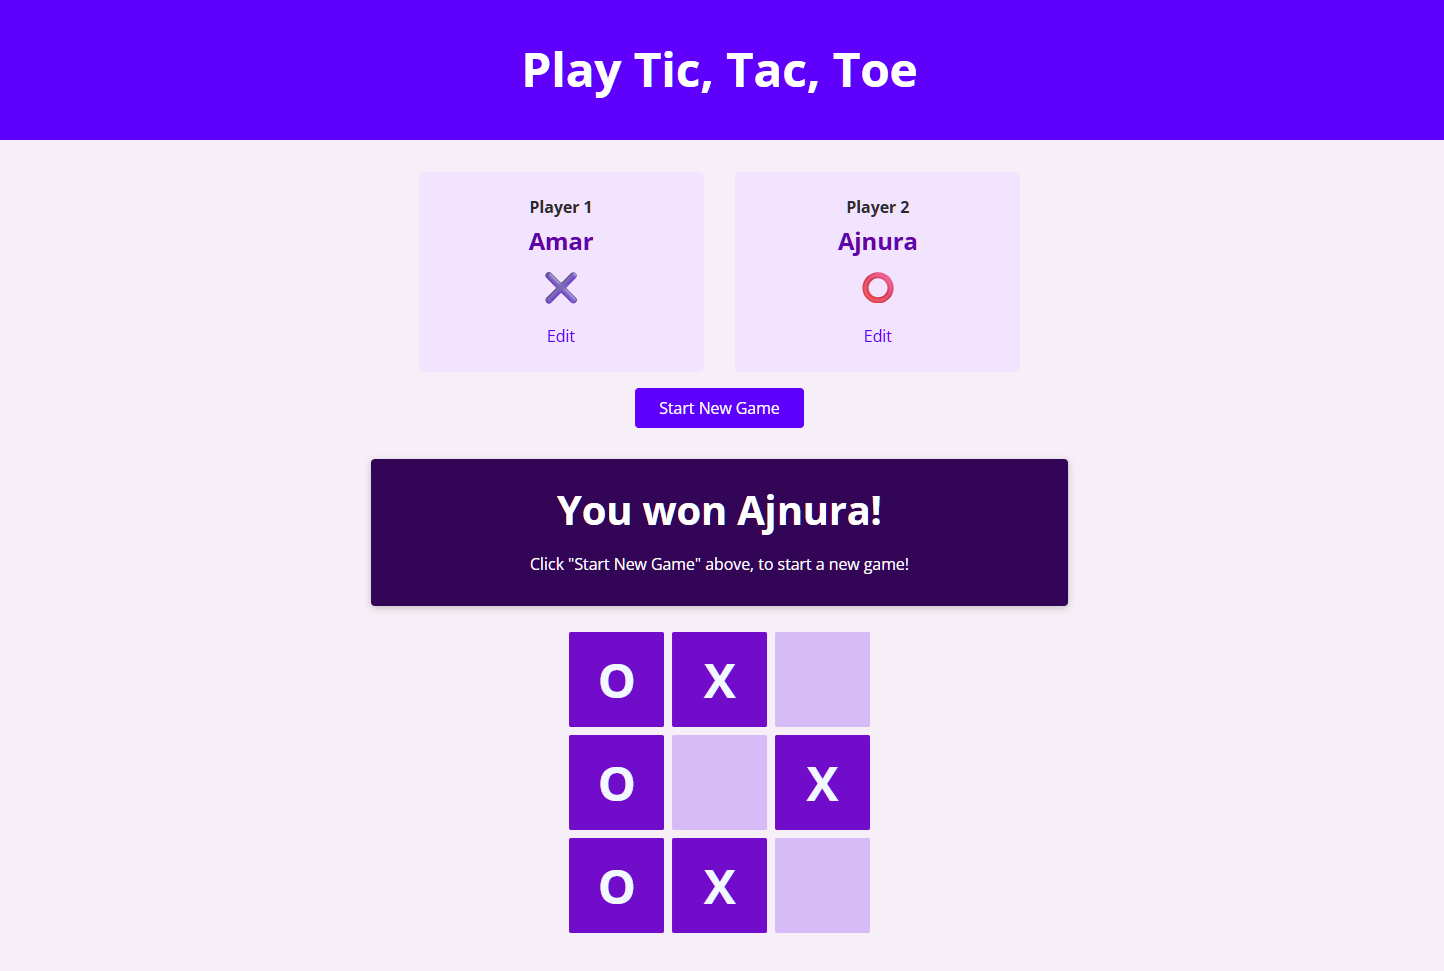 Play Tic, Tac, Toe
Player 1
Amar
❌
Edit
Player 2
Ajnura
⭕
Edit
Start New Game
You won Ajnura!
Click "Start New Game" above, to start a new game!
O X
O X
O X